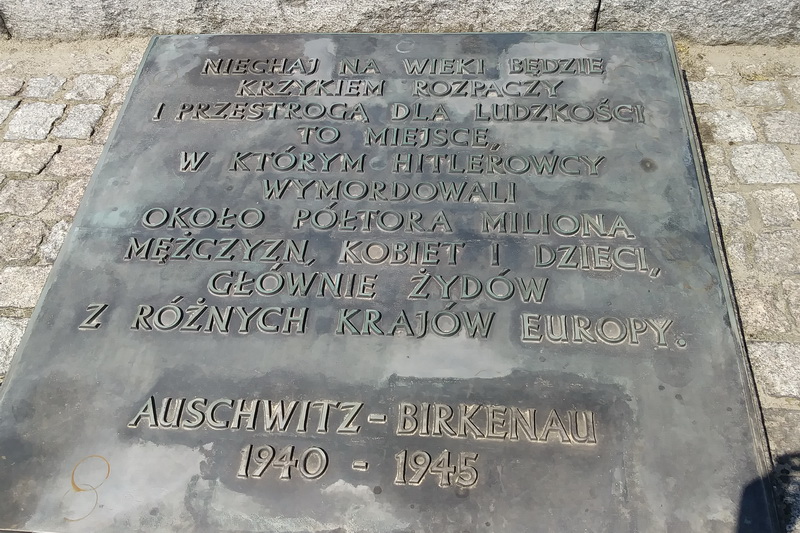 NIECHAJ NA WIEKI BĘDZIE
KRZYKIEM ROZPACZY
I PRZESTROGĄ DLA LUDZKOŚCI
TO MIEJSCE,
W KTÓRYM HITLEROWCY
WYMORDOWALI
OKOŁO PÓŁTORA MILIONA
MĘŻCZYZN, KOBIET I DZIECI,
GŁÓWNIE ŻYDÓW
Z RÓŻNYCH KRAJÓW EUROPY.
AUSCHWITZ-BIRKENAU
1940 - 1945